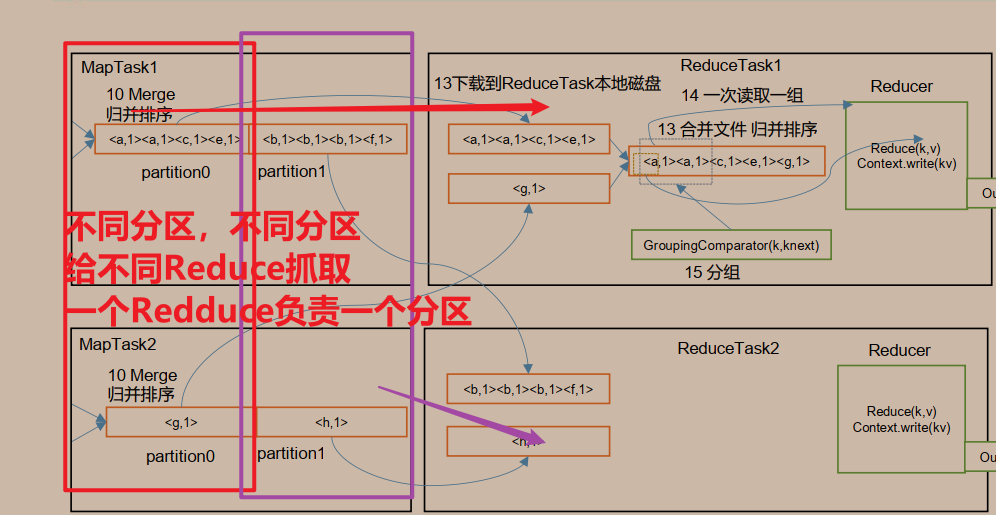 MapTask1
10 Merge
归并排序
<a,1><a,1><c,1><e,1>
<b,1><b,1><b,1><f,1>
partition0
partition1
不同分区，不同分区
给不同Reduce抓取
一个Redduce负责一个分区
MapTask2
10 Merge
归并排序
<g,1>
<h,1>
partition0
partition1
ReduceTask1
13下载到ReduceTask本地磁盘
<a,1><a,1><c,1><e,1>
<g,1>
14 一次读取一组
13 合并文件 归并排序
<a,1><a,1><c,1><e,1><g,1>
GroupingComparator(k,knext)
15 分组
Reducer
Reduce(k,v)
Context.write(kv)
Ou
ReduceTask2
<b,1><b,1><b,1><f,1>
Reducer
Reduce(k,v)
Context.write(kv)
Ou